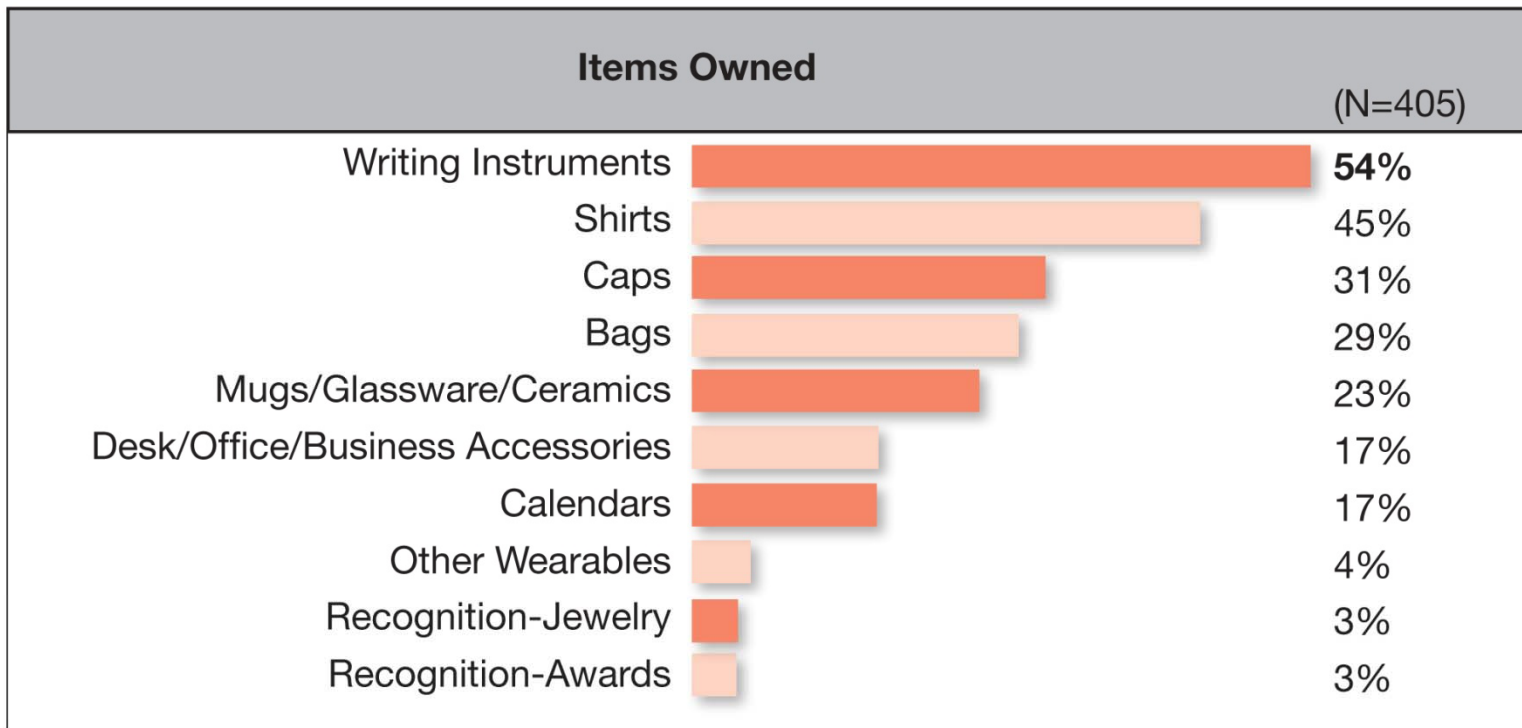 Items Owned
(N=405)
Writing Instruments 54%
Shirts 45%
Caps 31%
Bags 29%
Mugs/Glassware/Ceramics 23%
Desk/Office/Business Accessories 17%
Calendars 17%
Other Wearables 4%
Recognition-Jewelry 3%
Recognition-Awards 3%